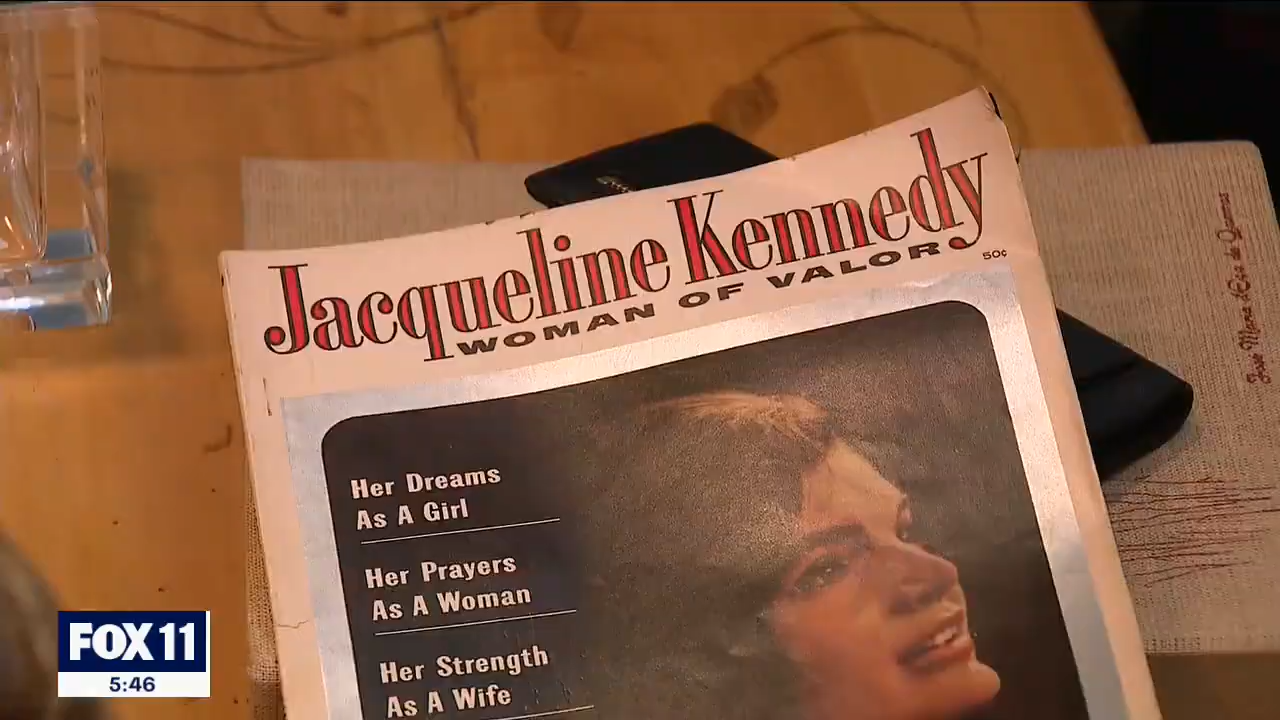 Jacqueline Kennedy
WOMAN OF VALOR
50¢
Her Dreams
As A Girl
Her Prayers
As A Woman
Her Strength
As A Wife
FOX 11
5:46